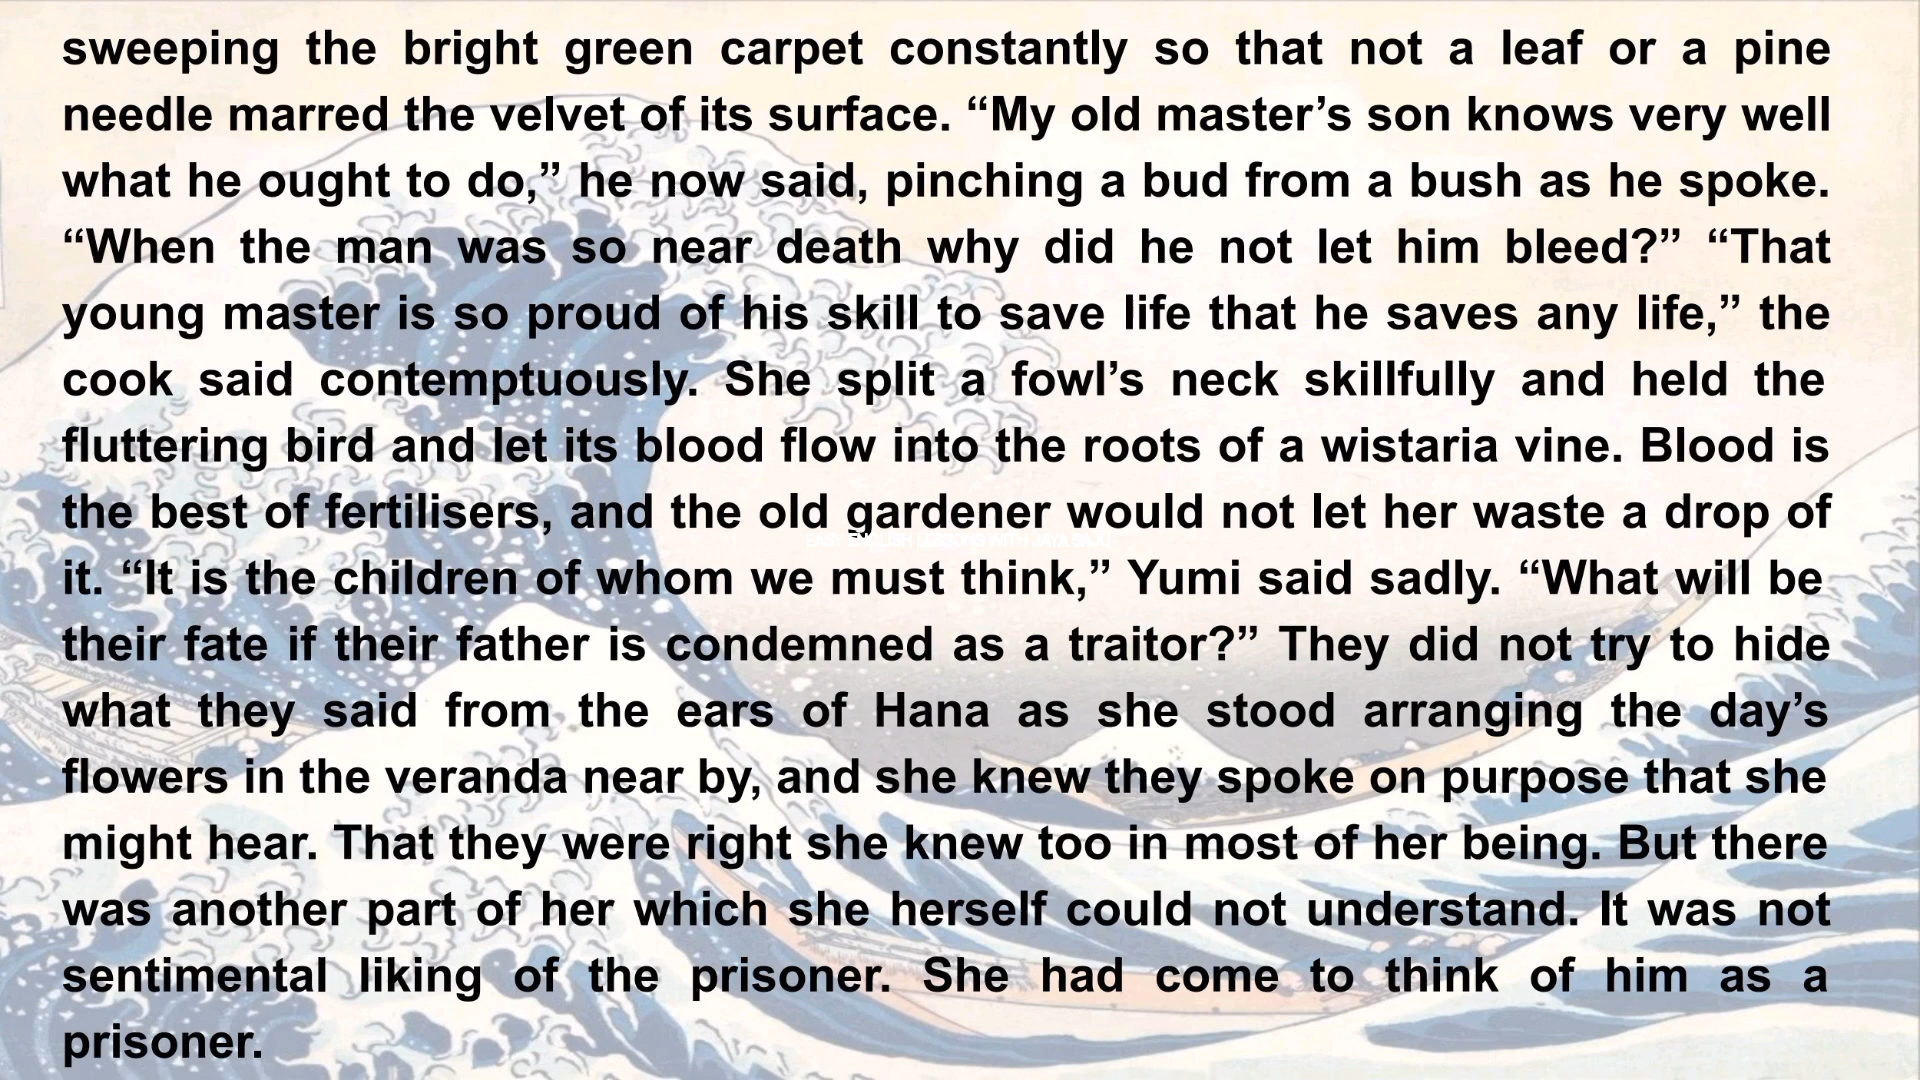 sweeping the bright green carpet constantly so that not a leaf or a pine
needle marred the velvet of its surface. “My old master’s son knows very well
what he ought to do,” he now said, pinching a bud from a bush as he spoke.
“When the man was so near death why did he not let him bleed?” “That
young master is so proud of his skill to save life that he saves any life,” the
cook said contemptuously. She split a fowl’s neck skillfully and held the
fluttering bird and let its blood flow into the roots of a wistaria vine. Blood is
the best of fertilisers, and the old gardener would not let her waste a drop of
EASY ENGLISH LESSONS WITH JAYA
it. “It is the children of whom we must think,” Yumi said sadly. “What will be
their fate if their father is condemned as a traitor?” They did not try to hide
what they said from the ears of Hana as she stood arranging the day’s
flowers in the veranda near by, and she knew they spoke on purpose that she
might hear. That they were right she knew too in most of her being. But there
was another part of her which she herself could not understand. It was not
sentimental liking of the prisoner. She had come to think of him as a
prisoner.